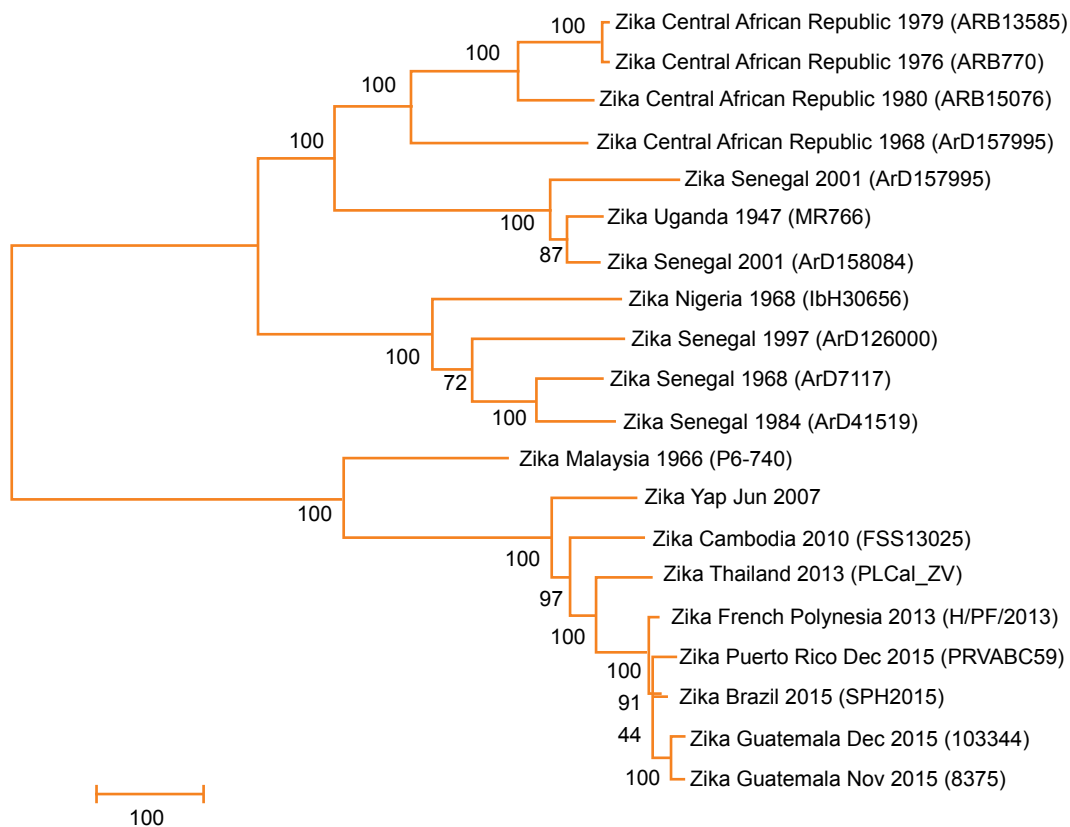 100
Zika Central African Republic 1979 (ARB13585)
100
Zika Central African Republic 1976 (ARB770)
100
Zika Central African Republic 1980 (ARB15076)
100
Zika Central African Republic 1968 (ArD157995)
Zika Senegal 2001 (ArD157995)
100
Zika Uganda 1947 (MR766)
87
Zika Senegal 2001 (ArD158084)
Zika Nigeria 1968 (IbH30656)
100
Zika Senegal 1997 (ArD126000)
72
Zika Senegal 1968 (ArD7117)
100
Zika Senegal 1984 (ArD41519)
Zika Malaysia 1966 (P6-740)
100
Zika Yap Jun 2007
100
Zika Cambodia 2010 (FSS13025)
97
Zika Thailand 2013 (PLCal_ZV)
100
Zika French Polynesia 2013 (H/PF/2013)
100
Zika Puerto Rico Dec 2015 (PRVABC59)
91
Zika Brazil 2015 (SPH2015)
44
Zika Guatemala Dec 2015 (103344)
100
Zika Guatemala Nov 2015 (8375)
100